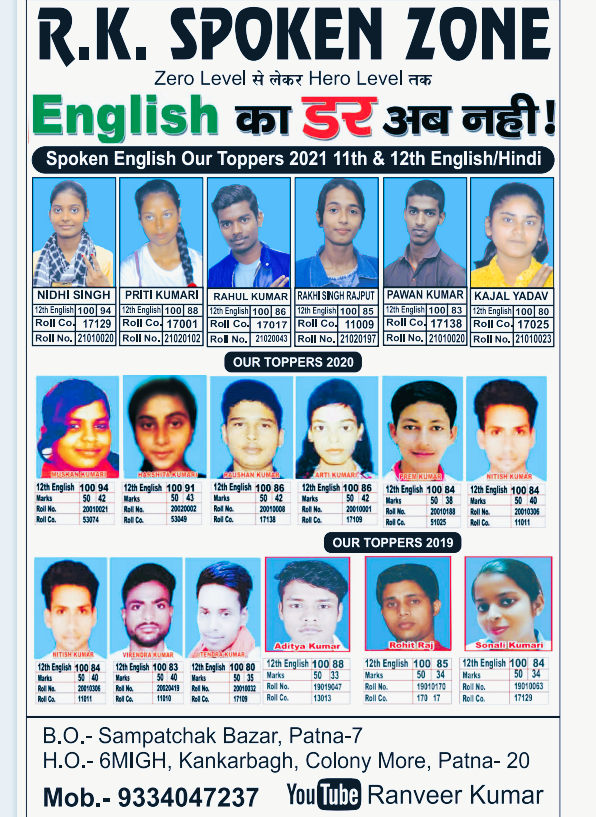 R.K. SPOKEN ZONE
Zero Level से लेकर Hero Level तक
English का डर अब नही!
Spoken English Our Toppers 2021 11th & 12th English/Hindi
NIDHI SINGH PRITI KUMARI RAHUL KUMAR RAKHI SINGH RAJPUT PAWAN KUMAR KAJAL YADAV
12th English 100 94 12th English 100 88 12th English 100 86 12th English 100 85 12th English 100 83 12th English 100 80
Roll Co. 17129 Roll Co. 17001 Roll Co. 17017 Roll Co. 11009 Roll Co. 17138 Roll Co. 17025
Roll No. 21010020 Roll No. 21020102 Roll No. 21020043 Roll No. 21020197 Roll No. 21010020 Roll No. 21010023
OUR TOPPERS 2020
MUSKAN KUMARI HARSHITA KUMARI KUMAR ARTI KUMARI PREM KUMAR NITISH KUMAR
12th English 100 94 12th English 100 91 12th English 100 86 12th English 100 86 12th English 100 84 12th English 100 84
Marks 50 42 Marks 50 43 Marks 50 42 Marks 50 42 Marks 50 38 Marks 50 40
Roll No. 20010021 Roll No. 20020002 Roll No. 20010008 Roll No. 20010001 Roll No. 20010188 Roll No. 20010306
Roll Co. 53074 Roll Co. 53049 Roll Co. 17138 Roll Co. 17109 Roll Co. 51025 Roll Co. 11011
OUR TOPPERS 2019
NITISH KUMAR VIRENDRA KUMAR JITENDRA KUMAR Aditya Kumar Rohit Raj Sonali Kumari
12th English 100 84 12th English 100 83 12th English 100 80 12th English 100 88 12th English 100 85 12th English 100 84
Marks 50 40 Marks 50 40 Marks 50 35 Marks 50 33 Marks 50 34 Marks 50 34
Roll No. 20010306 Roll No. 20020419 Roll No. 20010032 Roll No. 19019047 Roll No. 19010170 Roll No. 19010063
Roll Co. 11011 Roll Co. 11010 Roll Co. 17109 Roll Co. 13013 Roll Co. 170 17 Roll Co. 17129
B.O.- Sampatchak Bazar, Patna-7
H.O.- 6MIGH, Kankarbagh, Colony More, Patna- 20
Mob.- 9334047237 YouTube Ranveer Kumar